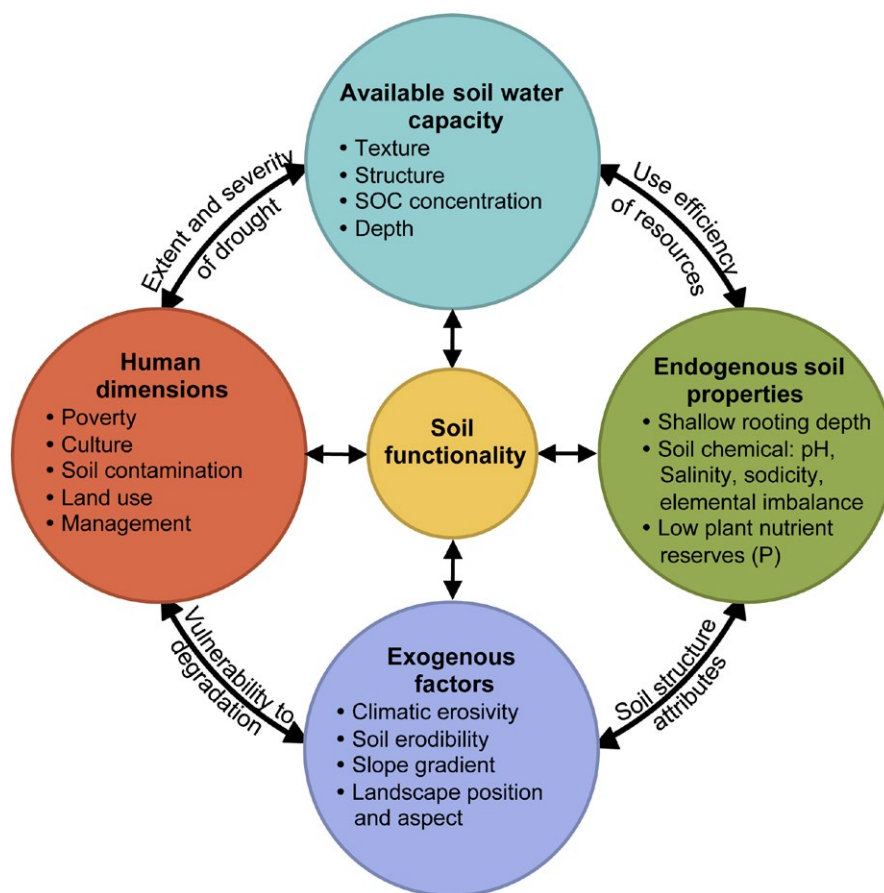 Available soil water
capacity
• Texture
• Structure
• SOC concentration
• Depth
Extent and severity
of drought
Use efficiency
of resources
Human
dimensions
• Poverty
• Culture
• Soil contamination
• Land use
• Management
Soil
functionality
Endogenous soil
properties
• Shallow rooting depth
• Soil chemical: pH,
Salinity, sodicity,
elemental imbalance
• Low plant nutrient
reserves (P)
Vulnerability to
degradation
Soil structure
attributes
Exogenous
factors
• Climatic erosivity
• Soil erodibility
• Slope gradient
• Landscape position
and aspect